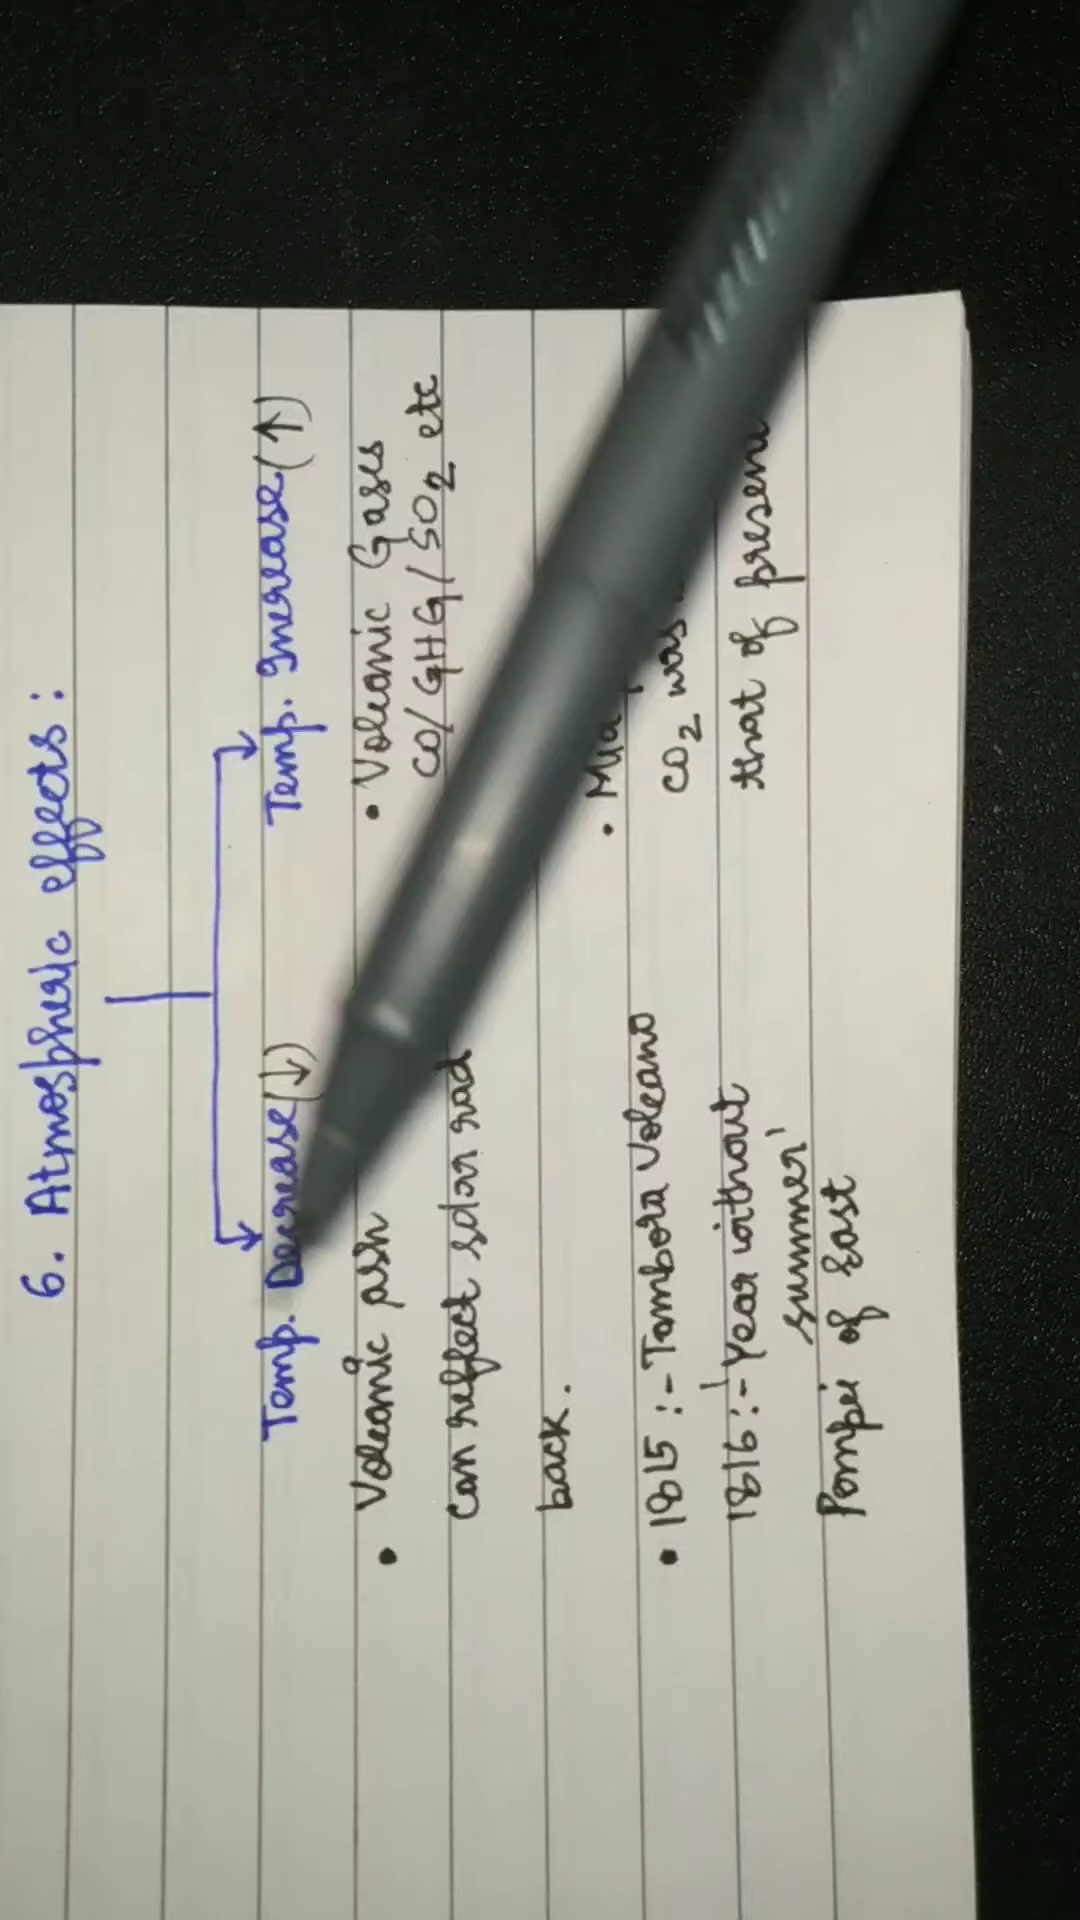 6. Atmospheric effects:
Temp. Decrease (↓)
• Volcanic ash
can reflect solar rad
back.
• 1815 :- Tambora Volcano
1816 :- 'Year without
summer'
Pompei of East
Temp. Increase (↑)
• Volcanic Gases
CO/GHG/SO2 etc
•
CO2 was
that of present